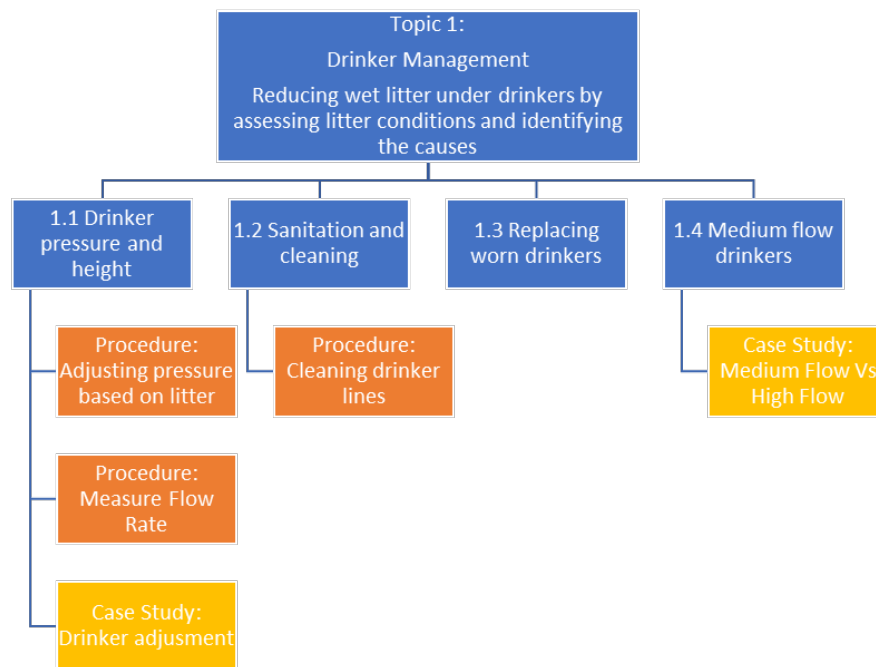 Topic 1:
Drinker Management
Reducing wet litter under drinkers by
assessing litter conditions and identifying
the causes
1.1 Drinker
pressure and
height
1.2 Sanitation and
cleaning
1.3 Replacing
worn drinkers
1.4 Medium flow
drinkers
Procedure:
Adjusting pressure
based on litter
Procedure:
Cleaning drinker
lines
Case Study:
Medium Flow Vs
High Flow
Procedure:
Measure Flow
Rate
Case Study:
Drinker adjusment